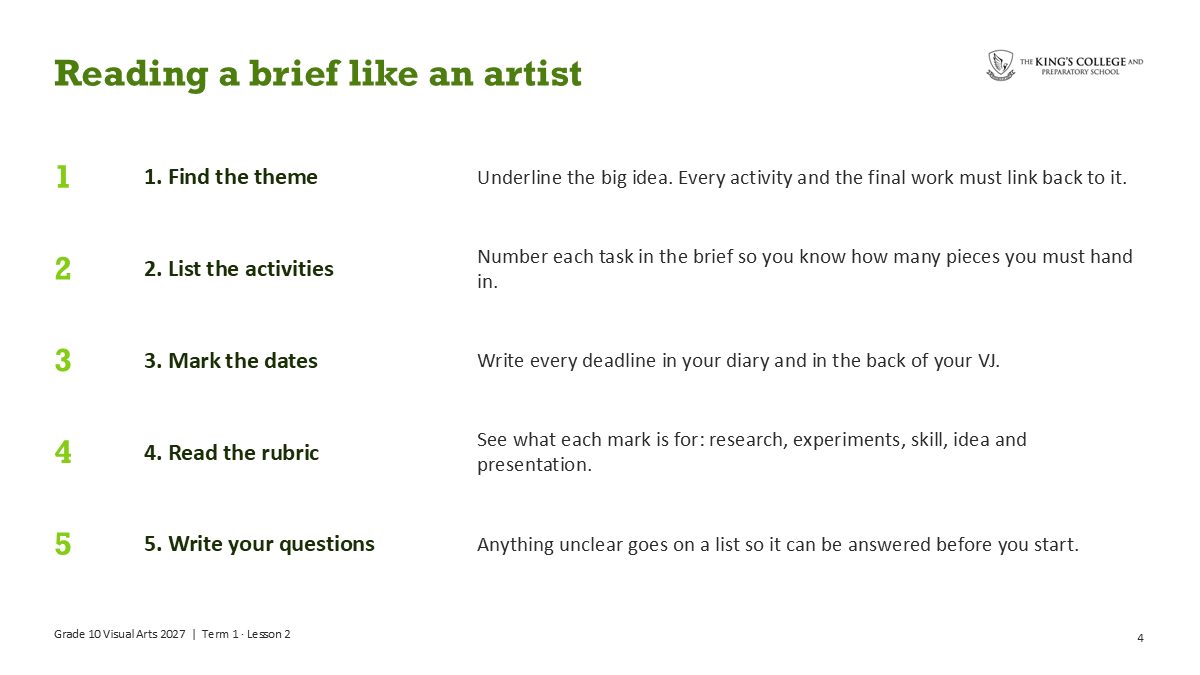 Reading a brief like an artist
THE KING'S COLLEGE AND
PREPARATORY SCHOOL
1
1. Find the theme
Underline the big idea. Every activity and the final work must link back to it.
2
2. List the activities
Number each task in the brief so you know how many pieces you must hand
in.
3
3. Mark the dates
Write every deadline in your diary and in the back of your VJ.
4
4. Read the rubric
See what each mark is for: research, experiments, skill, idea and
presentation.
5
5. Write your questions
Anything unclear goes on a list so it can be answered before you start.
Grade 10 Visual Arts 2027 | Term 1 · Lesson 2
4